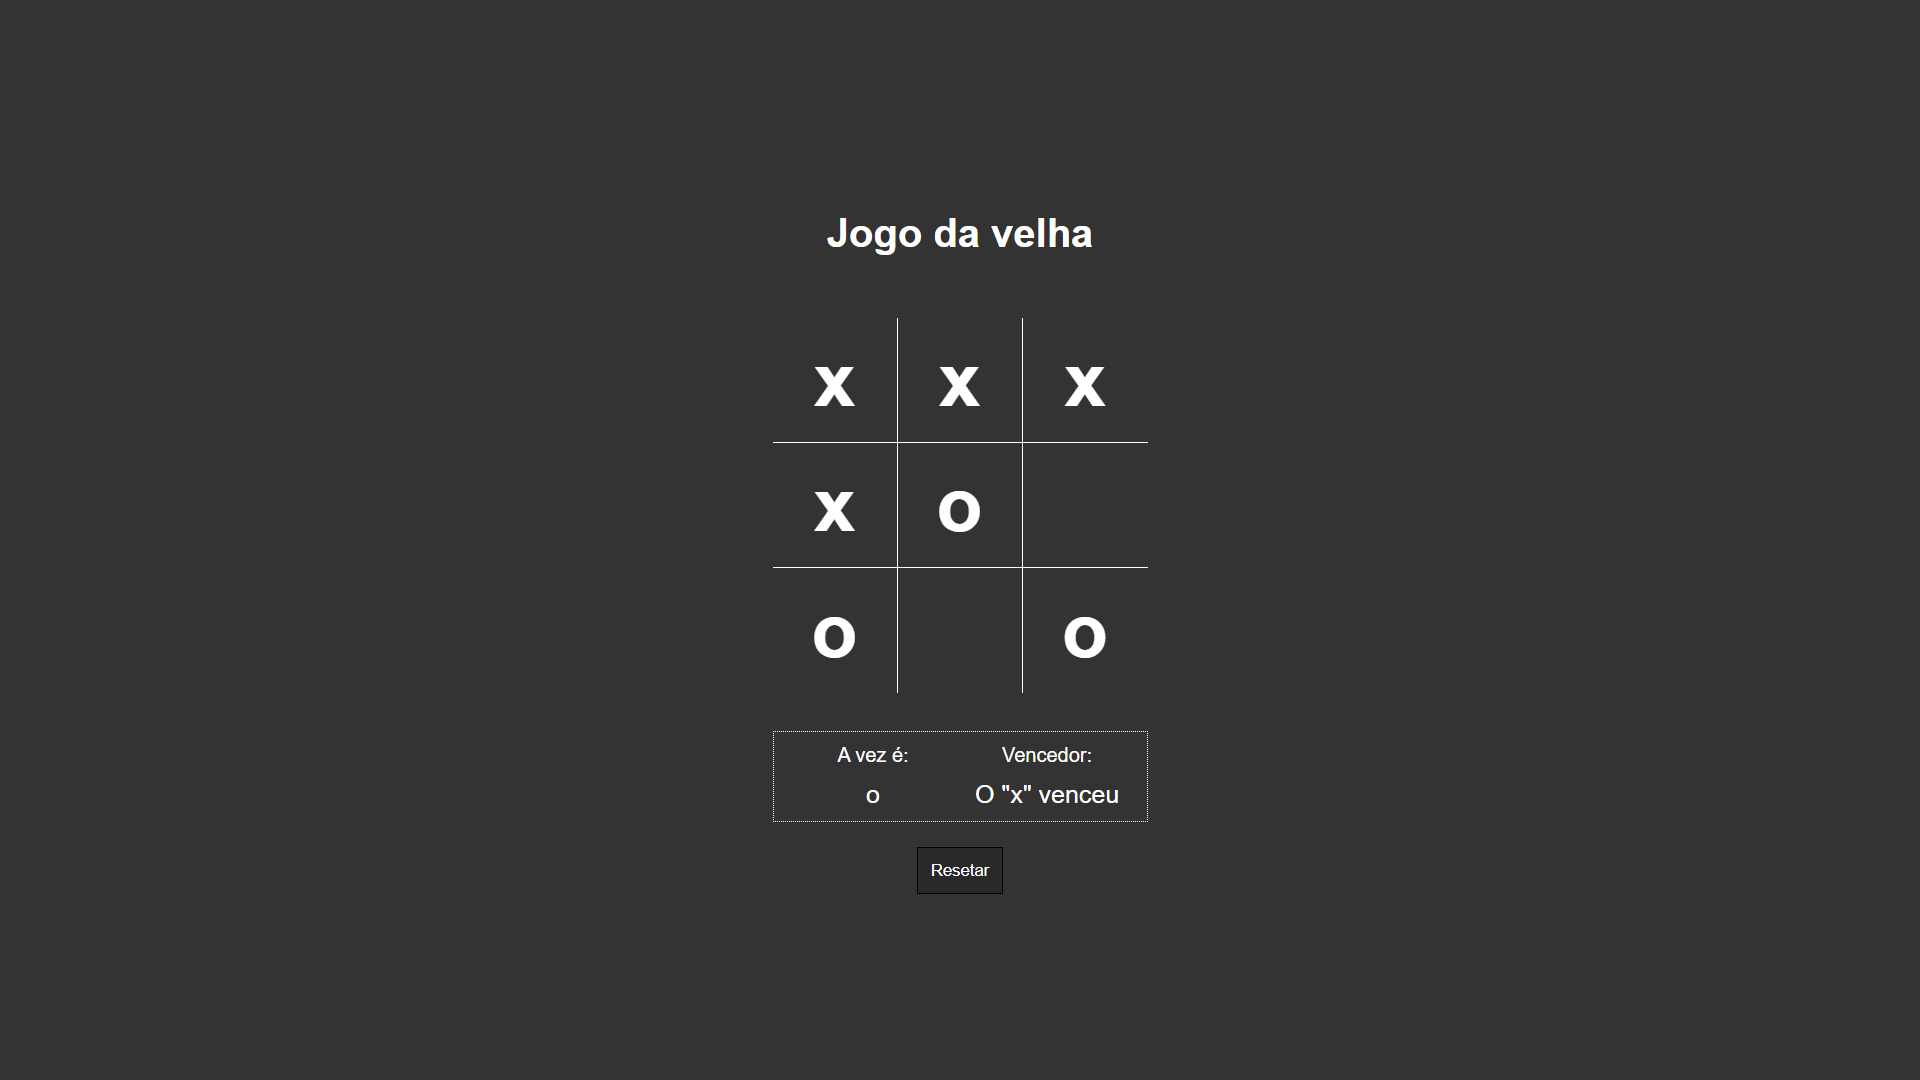 Jogo da velha
x x x
x o
o o
A vez é: Vencedor:
o O "x" venceu
Resetar